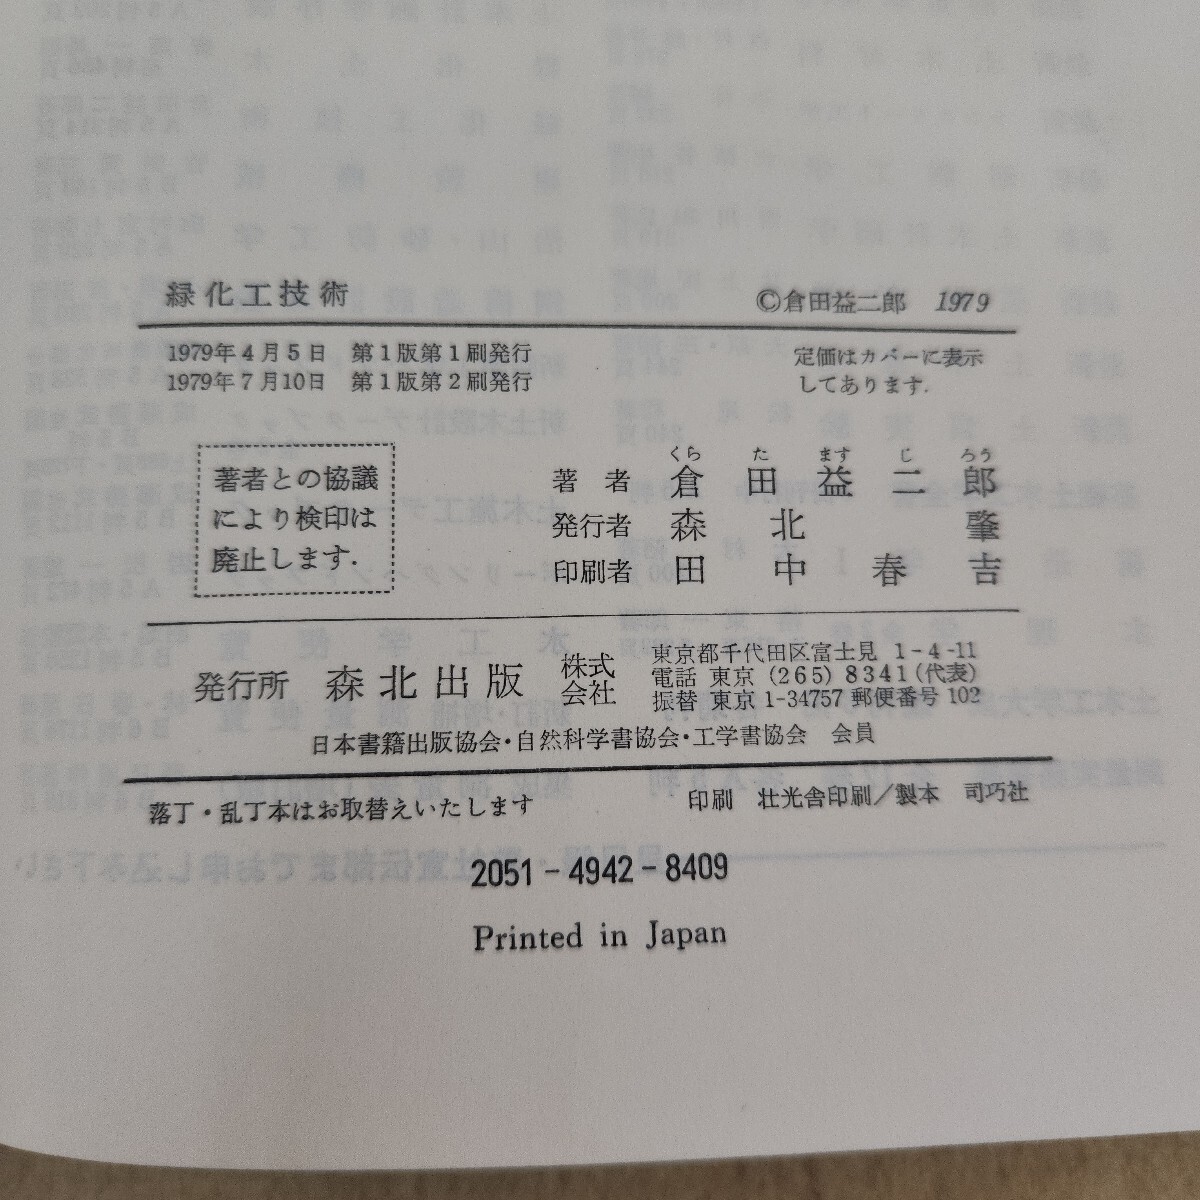 緑化工技術
©倉田益二郎 1979
1979年4月5日 第1版第1刷発行
1979年7月10日 第1版第2刷発行
定価はカバーに表示
してあります.
著者との協議
により検印は
廃止します.
くら た ます じ ろう
著者 倉田益二郎
発行者 森北 肇
印刷者 田中春吉
発行所 森北出版 株式会社
東京都千代田区富士見 1-4-11
電話 東京 (265) 8341 (代表)
振替 東京 1-34757 郵便番号 102
日本書籍出版協会・自然科学書協会・工学書協会 会員
落丁・乱丁本はお取替えいたします
印刷 壮光舎印刷/製本 司巧社
2051-4942-8409
Printed in Japan